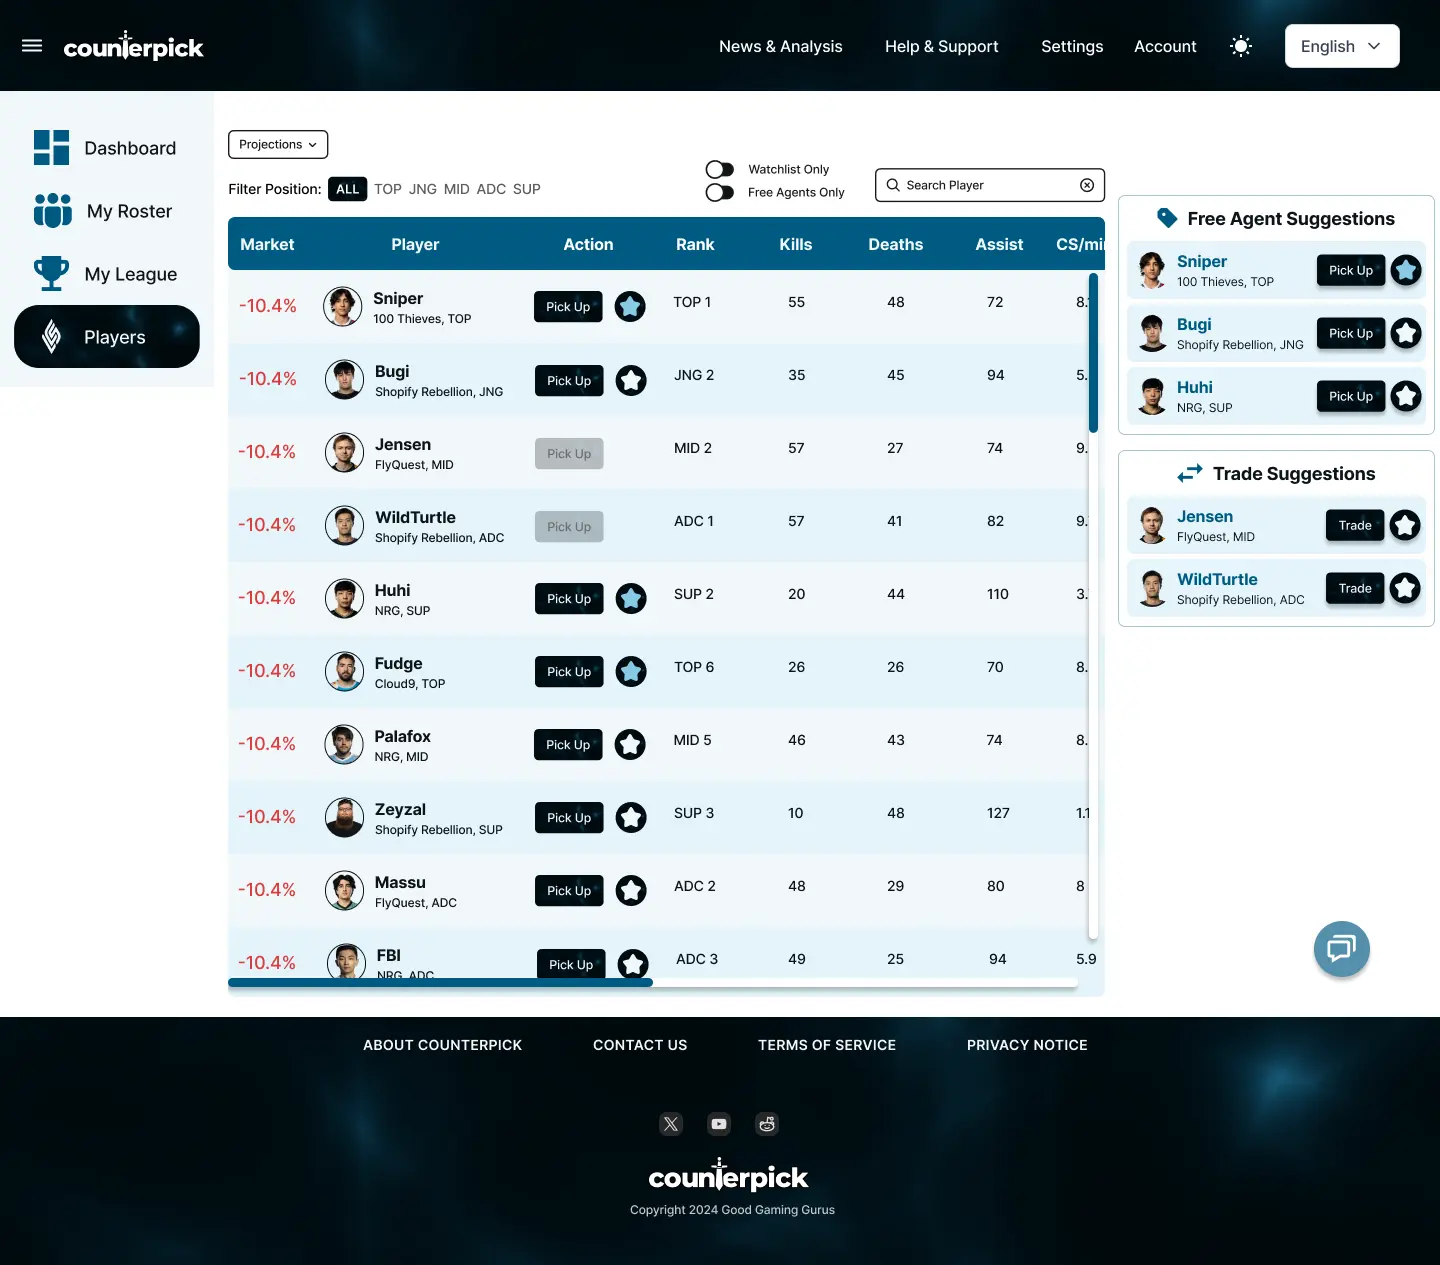 counterpick
News & Analysis
Help & Support
Settings
Account
English
Dashboard
My Roster
My League
Players
Projections
Filter Position: ALL TOP JNG MID ADC SUP
Watchlist Only
Free Agents Only
Search Player
Market Player Action Rank Kills Deaths Assist CS/min
-10.4% Sniper Pick Up TOP 1 55 48 72 8.
100 Thieves, TOP
-10.4% Bugi Pick Up JNG 2 35 45 94 5.
Shopify Rebellion, JNG
-10.4% Jensen Pick Up MID 2 57 27 74 9.
FlyQuest, MID
-10.4% WildTurtle Pick Up ADC 1 57 41 82 9.
Shopify Rebellion, ADC
-10.4% Huhi Pick Up SUP 2 20 44 110 3.
NRG, SUP
-10.4% Fudge Pick Up TOP 6 26 26 70 8.
Cloud9, TOP
-10.4% Palafox Pick Up MID 5 46 43 74 8.
NRG, MID
-10.4% Zeyzal Pick Up SUP 3 10 48 127 1.1
Shopify Rebellion, SUP
-10.4% Massu Pick Up ADC 2 48 29 80 8
FlyQuest, ADC
-10.4% FBI Pick Up ADC 3 49 25 94 5.9
NRG, ADC
Free Agent Suggestions
Sniper
100 Thieves, TOP
Pick Up
Bugi
Shopify Rebellion, JNG
Pick Up
Huhi
NRG, SUP
Pick Up
Trade Suggestions
Jensen
FlyQuest, MID
Trade
WildTurtle
Shopify Rebellion, ADC
Trade
ABOUT COUNTERPICK
CONTACT US
TERMS OF SERVICE
PRIVACY NOTICE
counterpick
Copyright 2024 Good Gaming Gurus